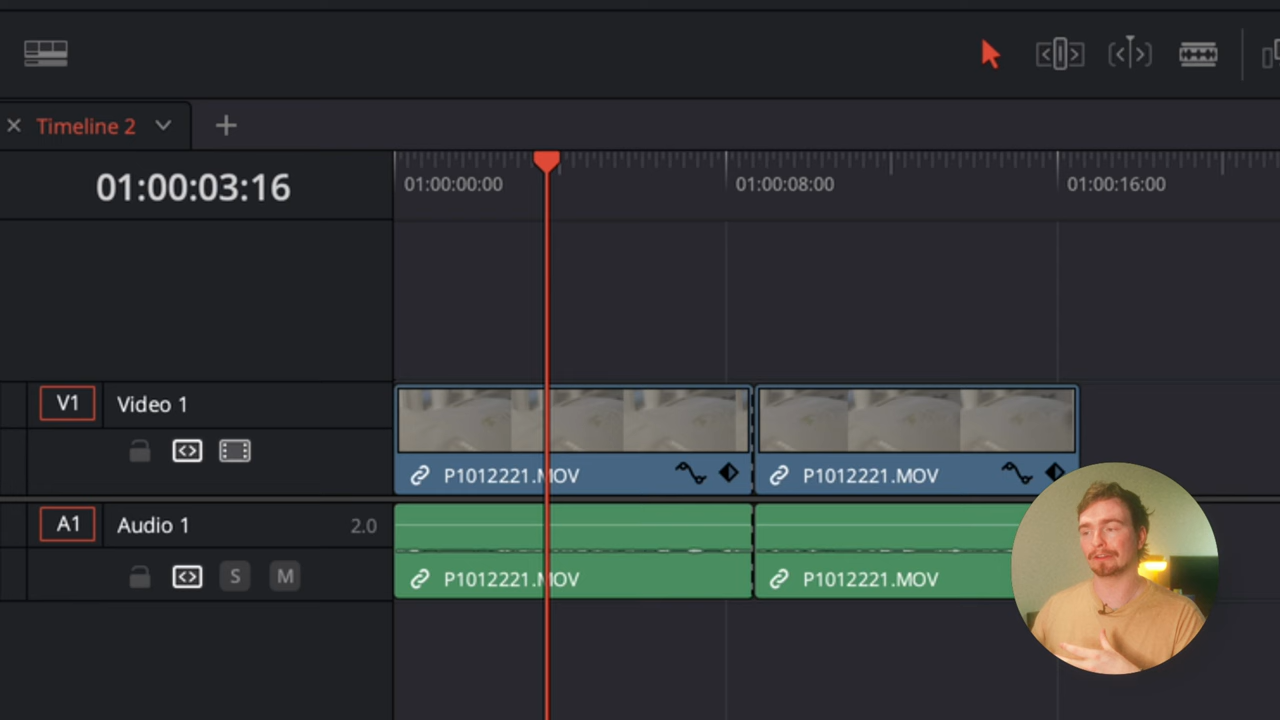 Timeline 2
01:00:03:16
01:00:00:00
01:00:08:00
01:00:16:00
V1
Video 1
P1012221.MOV
P1012221.MOV
A1
Audio 1
2.0
S
M
P1012221.MOV
P1012221.MOV